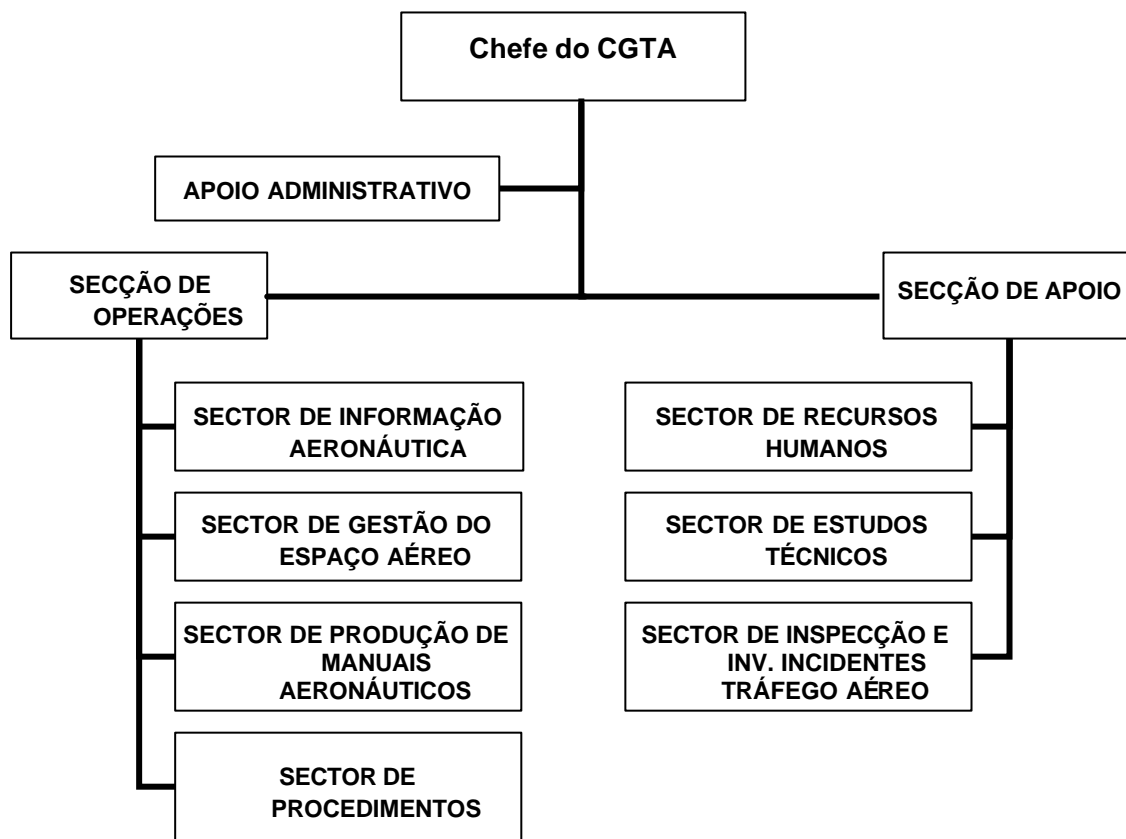 Chefe do CGTA
APOIO ADMINISTRATIVO
SECÇÃO DE
OPERAÇÕES
SECÇÃO DE APOIO
SECTOR DE INFORMAÇÃO
AERONÁUTICA
SECTOR DE GESTÃO DO
ESPAÇO AÉREO
SECTOR DE PRODUÇÃO DE
MANUAIS
AERONÁUTICOS
SECTOR DE
PROCEDIMENTOS
SECTOR DE RECURSOS
HUMANOS
SECTOR DE ESTUDOS
TÉCNICOS
SECTOR DE INSPECÇÃO E
INV. INCIDENTES
TRÁFEGO AÉREO